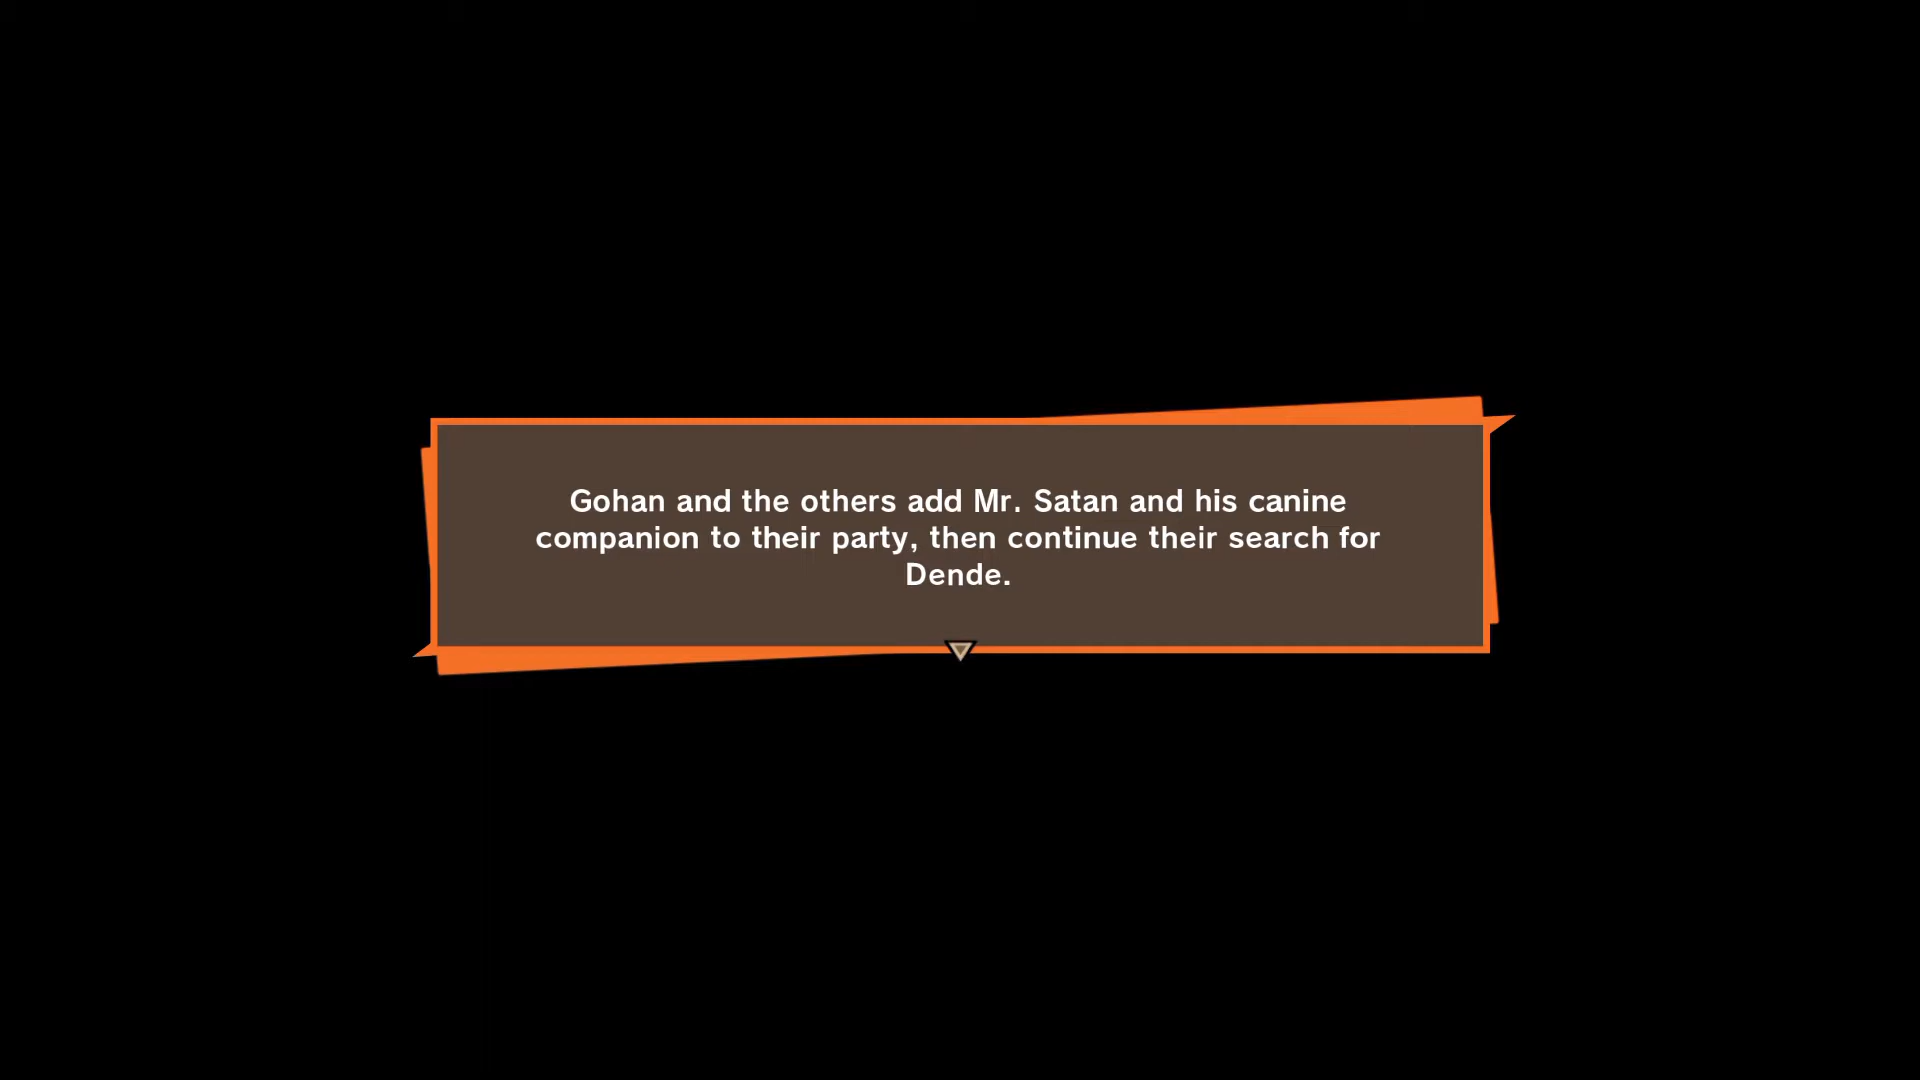 Gohan and the others add Mr. Satan and his canine
companion to their party, then continue their search for
Dende.